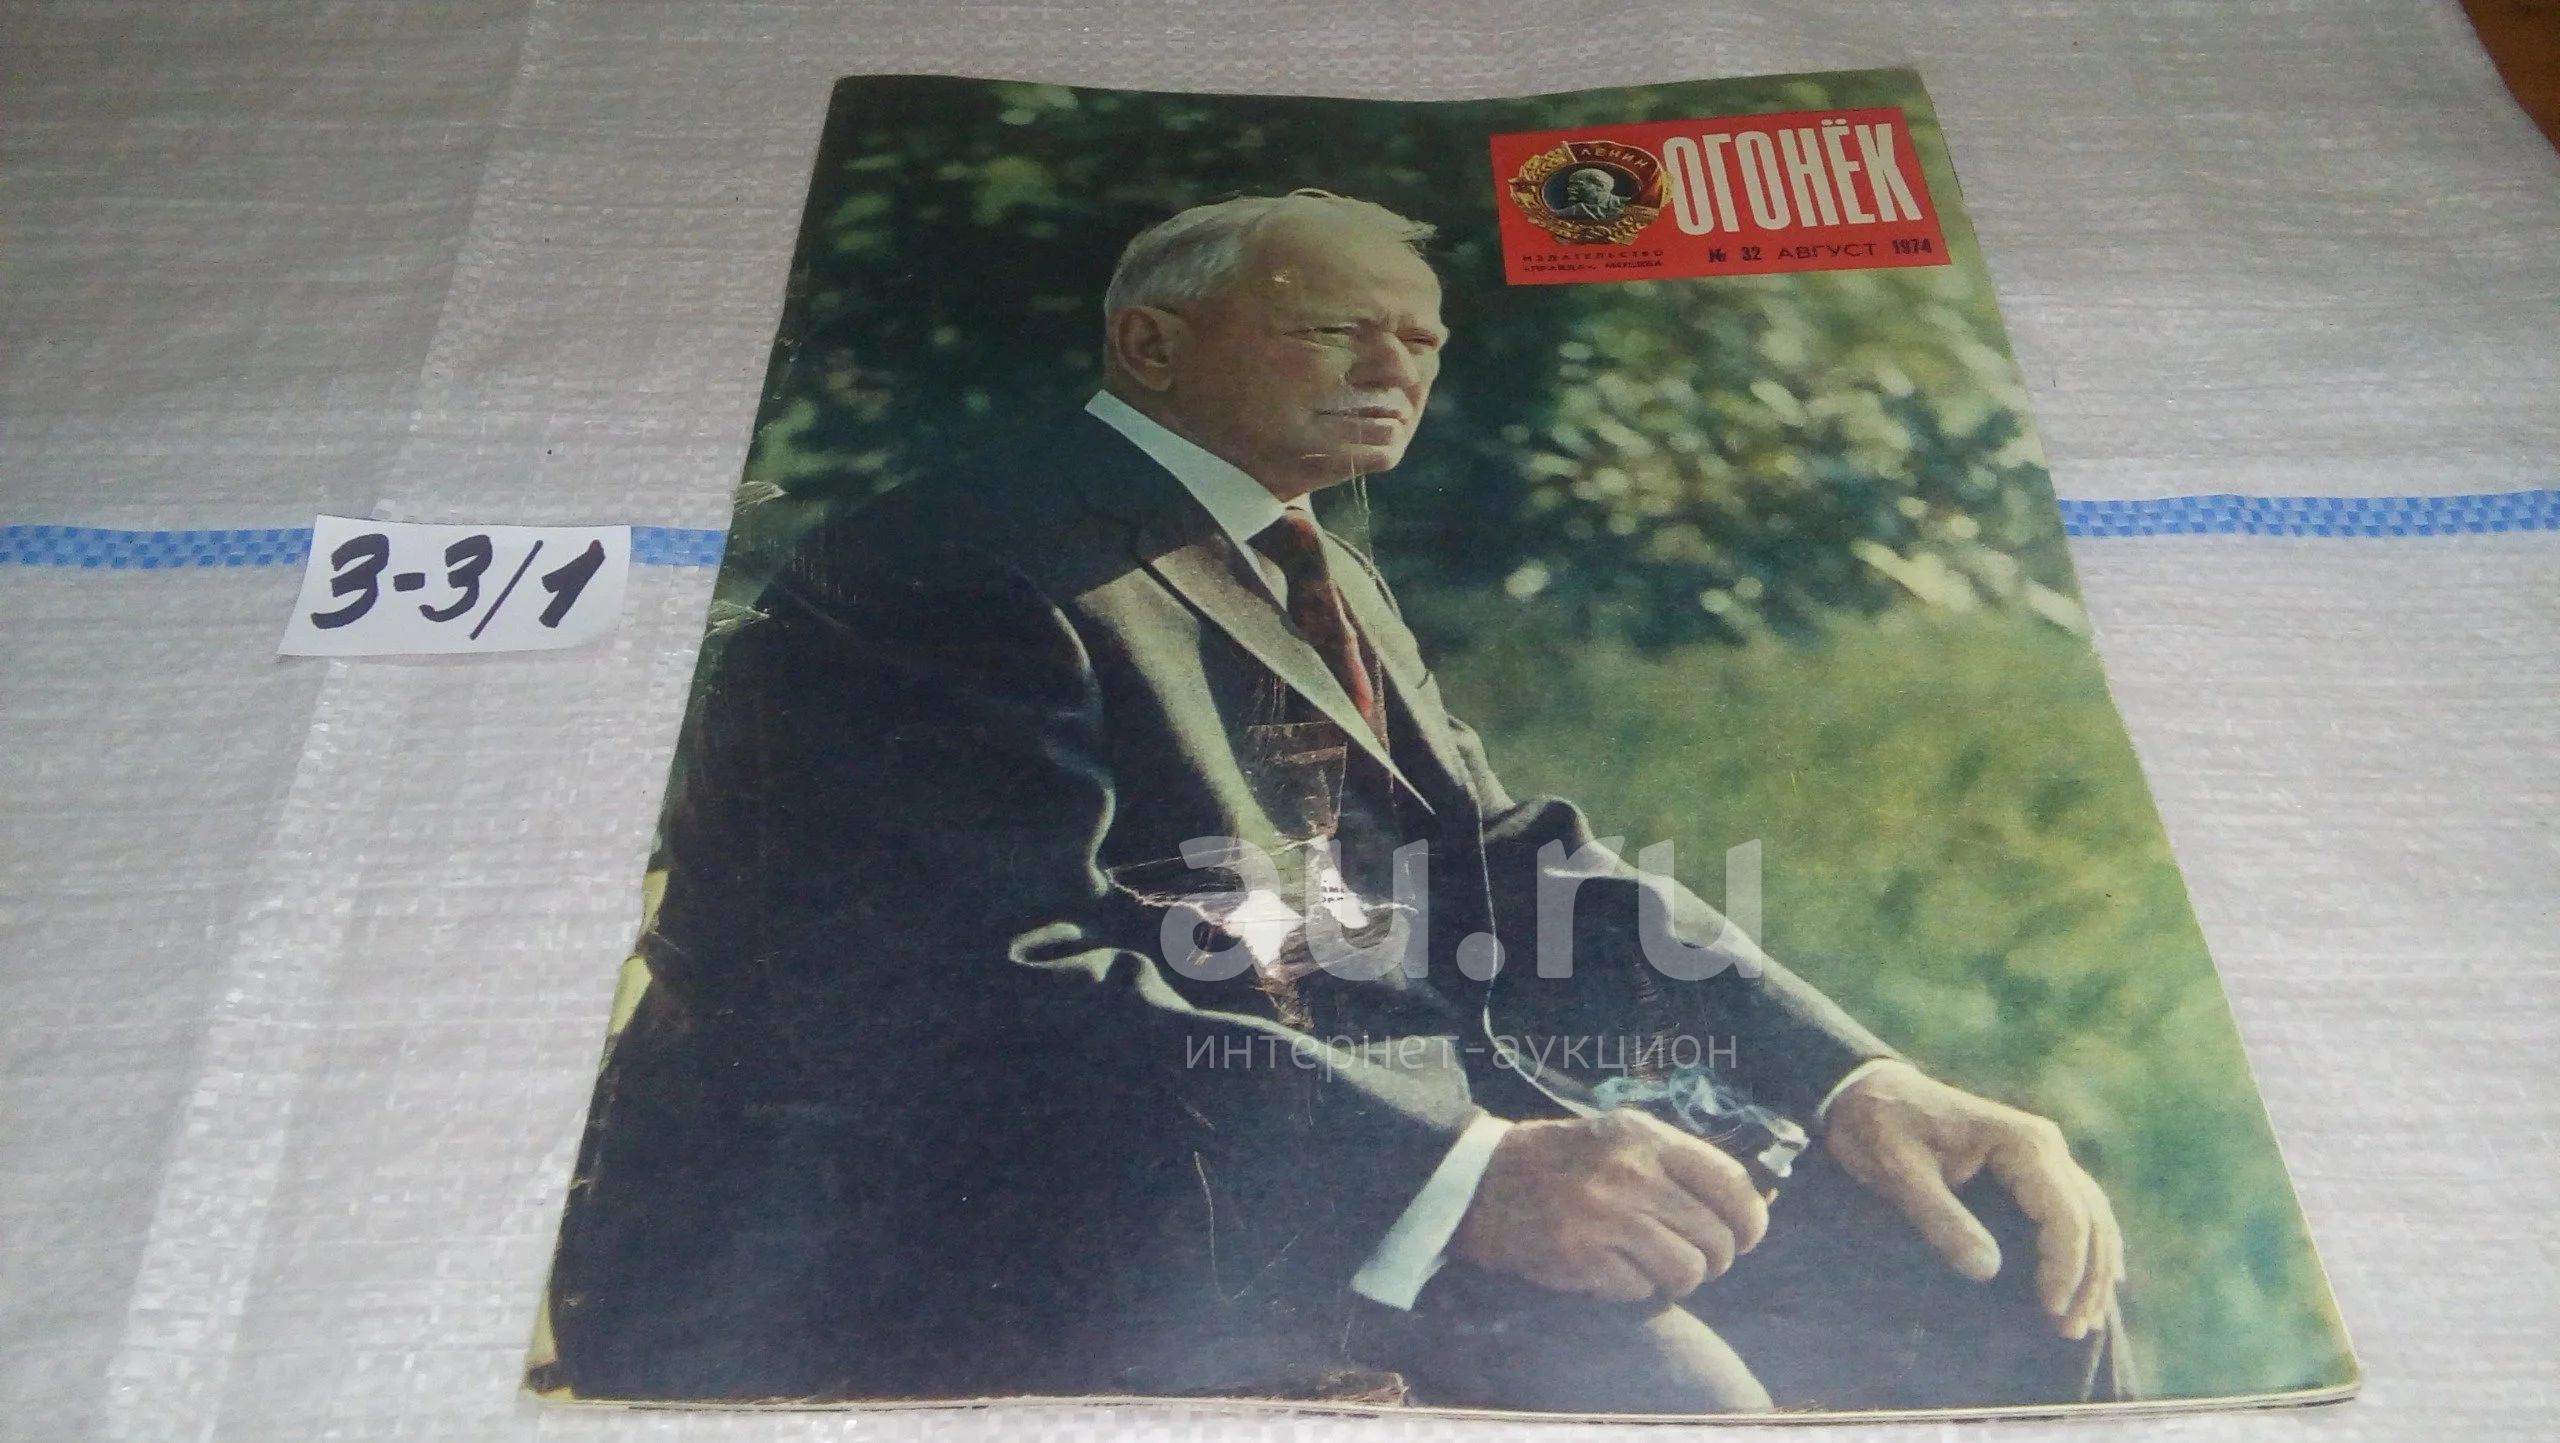 ЛЕНИН
ОГОНЁК
ИЗДАТЕЛЬСТВО
«ПРАВДА», МОСКВА
№ 32 АВГУСТ 1974
3-3/1
au.ru
интернет-аукцион